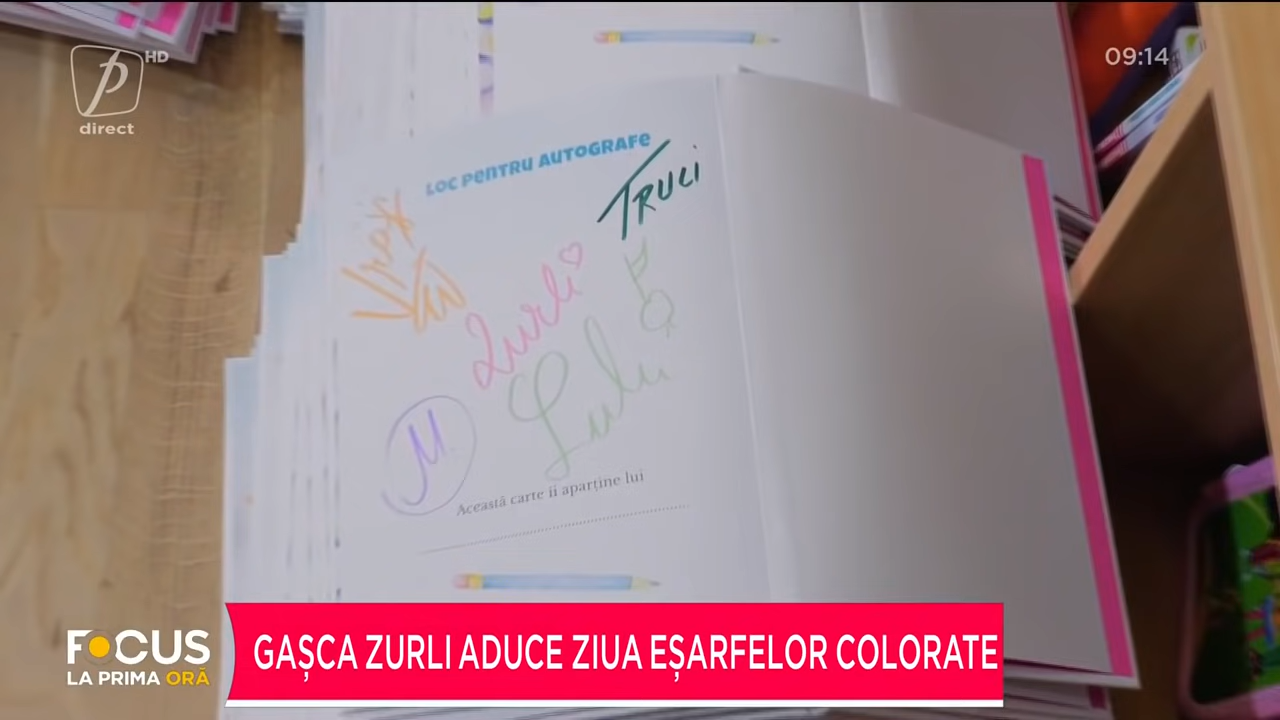 HD
direct
09:14
LOC PENTRU AUTOGRAFE
TRULI
Zurli
Lulu
M
Această carte îi aparține lui
FOCUS
LA PRIMA ORĂ
GAȘCA ZURLI ADUCE ZIUA EȘARFELOR COLORATE